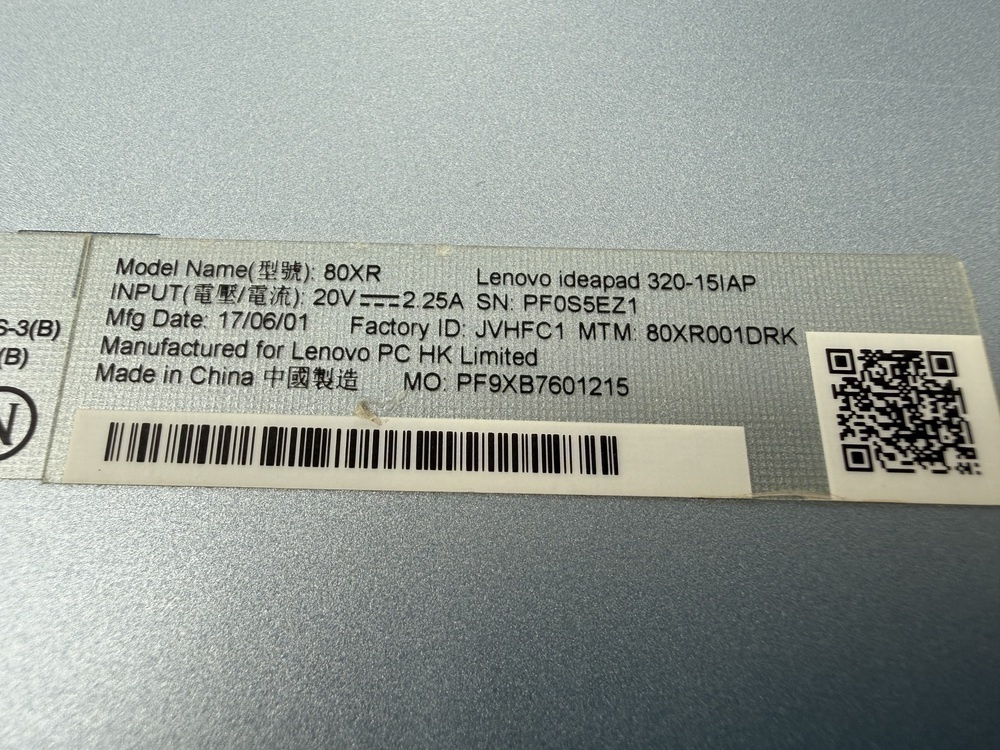 Model Name(型號): 80XR Lenovo ideapad 320-15IAP
INPUT(電壓/電流): 20V⎓2.25A SN: PF0S5EZ1
Mfg Date: 17/06/01 Factory ID: JVHFC1 MTM: 80XR001DRK
Manufactured for Lenovo PC HK Limited
Made in China 中國製造 MO: PF9XB7601215
S-3(B)
(B)